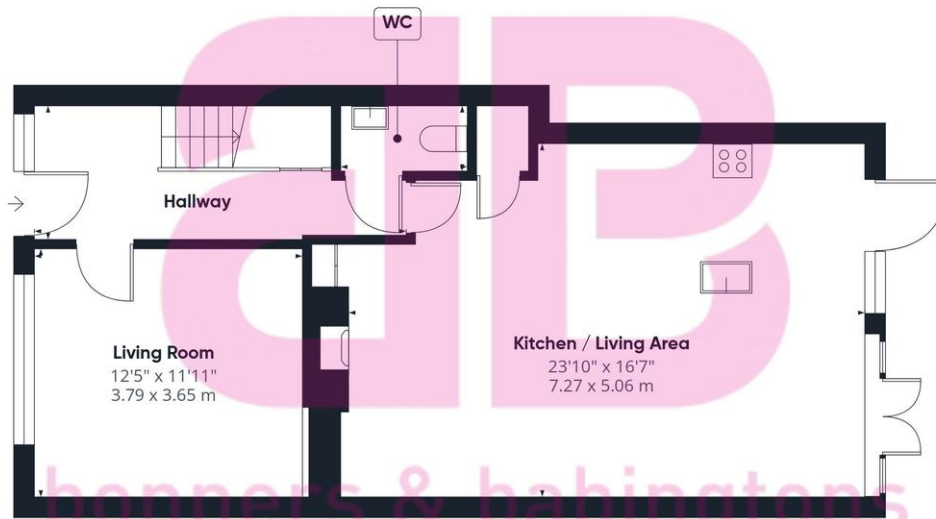 WC
Hallway
Living Room
12'5" x 11'11"
3.79 x 3.65 m
Kitchen / Living Area
23'10" x 16'7"
7.27 x 5.06 m
bonners & babingtons